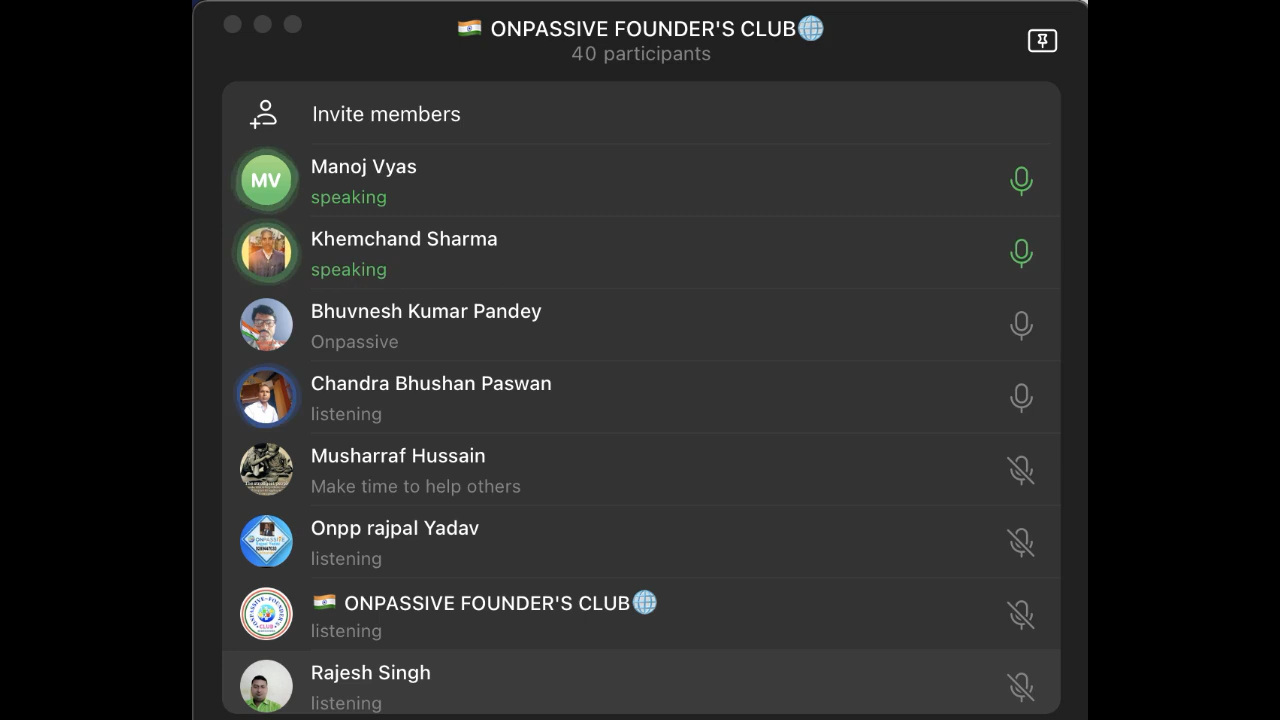 🇮🇳 ONPASSIVE FOUNDER'S CLUB🌐
40 participants
Invite members
MV
Manoj Vyas
speaking
Khemchand Sharma
speaking
Bhuvnesh Kumar Pandey
Onpassive
Chandra Bhushan Paswan
listening
Musharraf Hussain
Make time to help others
Onpp rajpal Yadav
listening
🇮🇳 ONPASSIVE FOUNDER'S CLUB🌐
listening
Rajesh Singh
listening